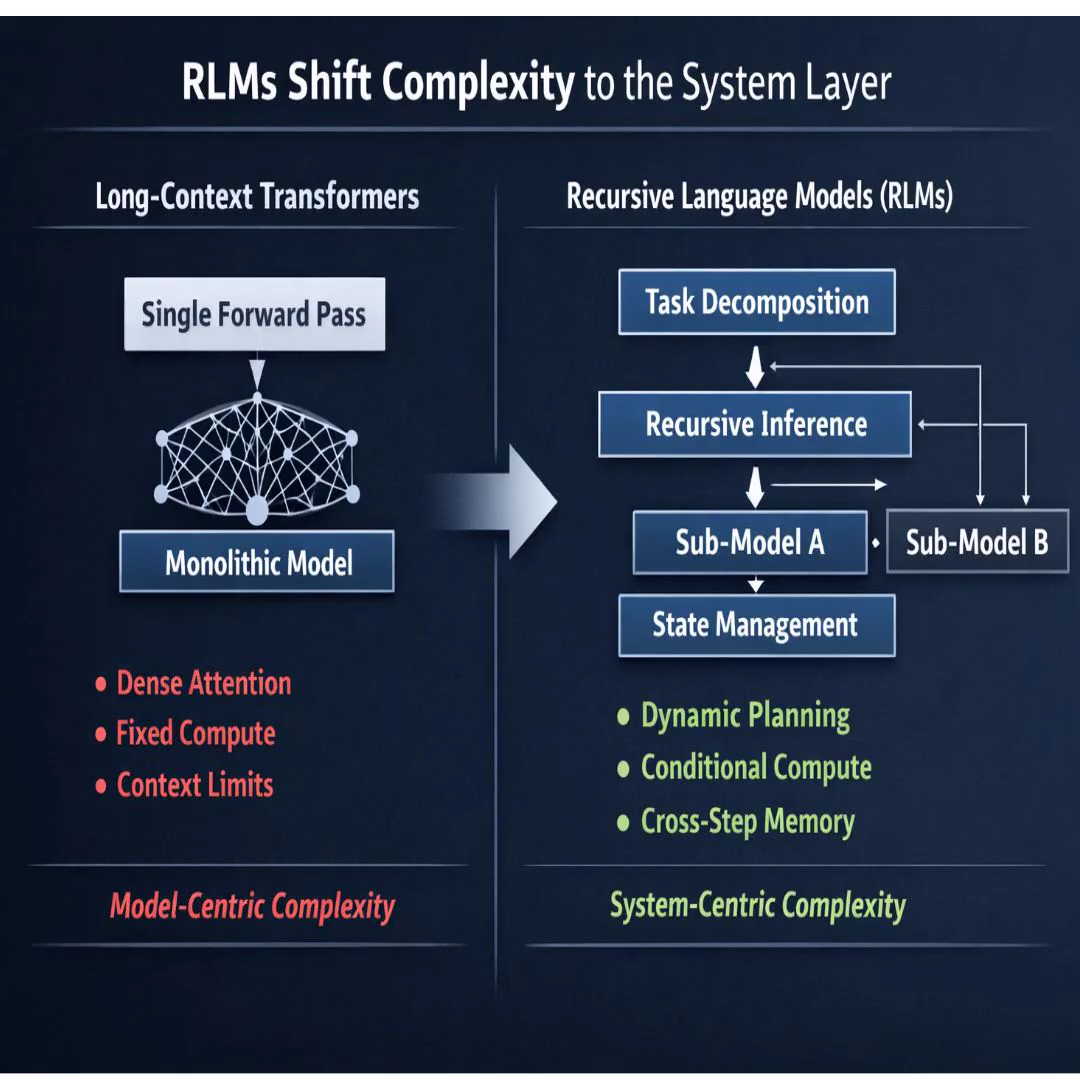 RLMs Shift Complexity to the System Layer
Long-Context Transformers
Single Forward Pass
Monolithic Model
• Dense Attention
• Fixed Compute
• Context Limits
Model-Centric Complexity
Recursive Language Models (RLMs)
Task Decomposition
Recursive Inference
Sub-Model A
Sub-Model B
State Management
• Dynamic Planning
• Conditional Compute
• Cross-Step Memory
System-Centric Complexity